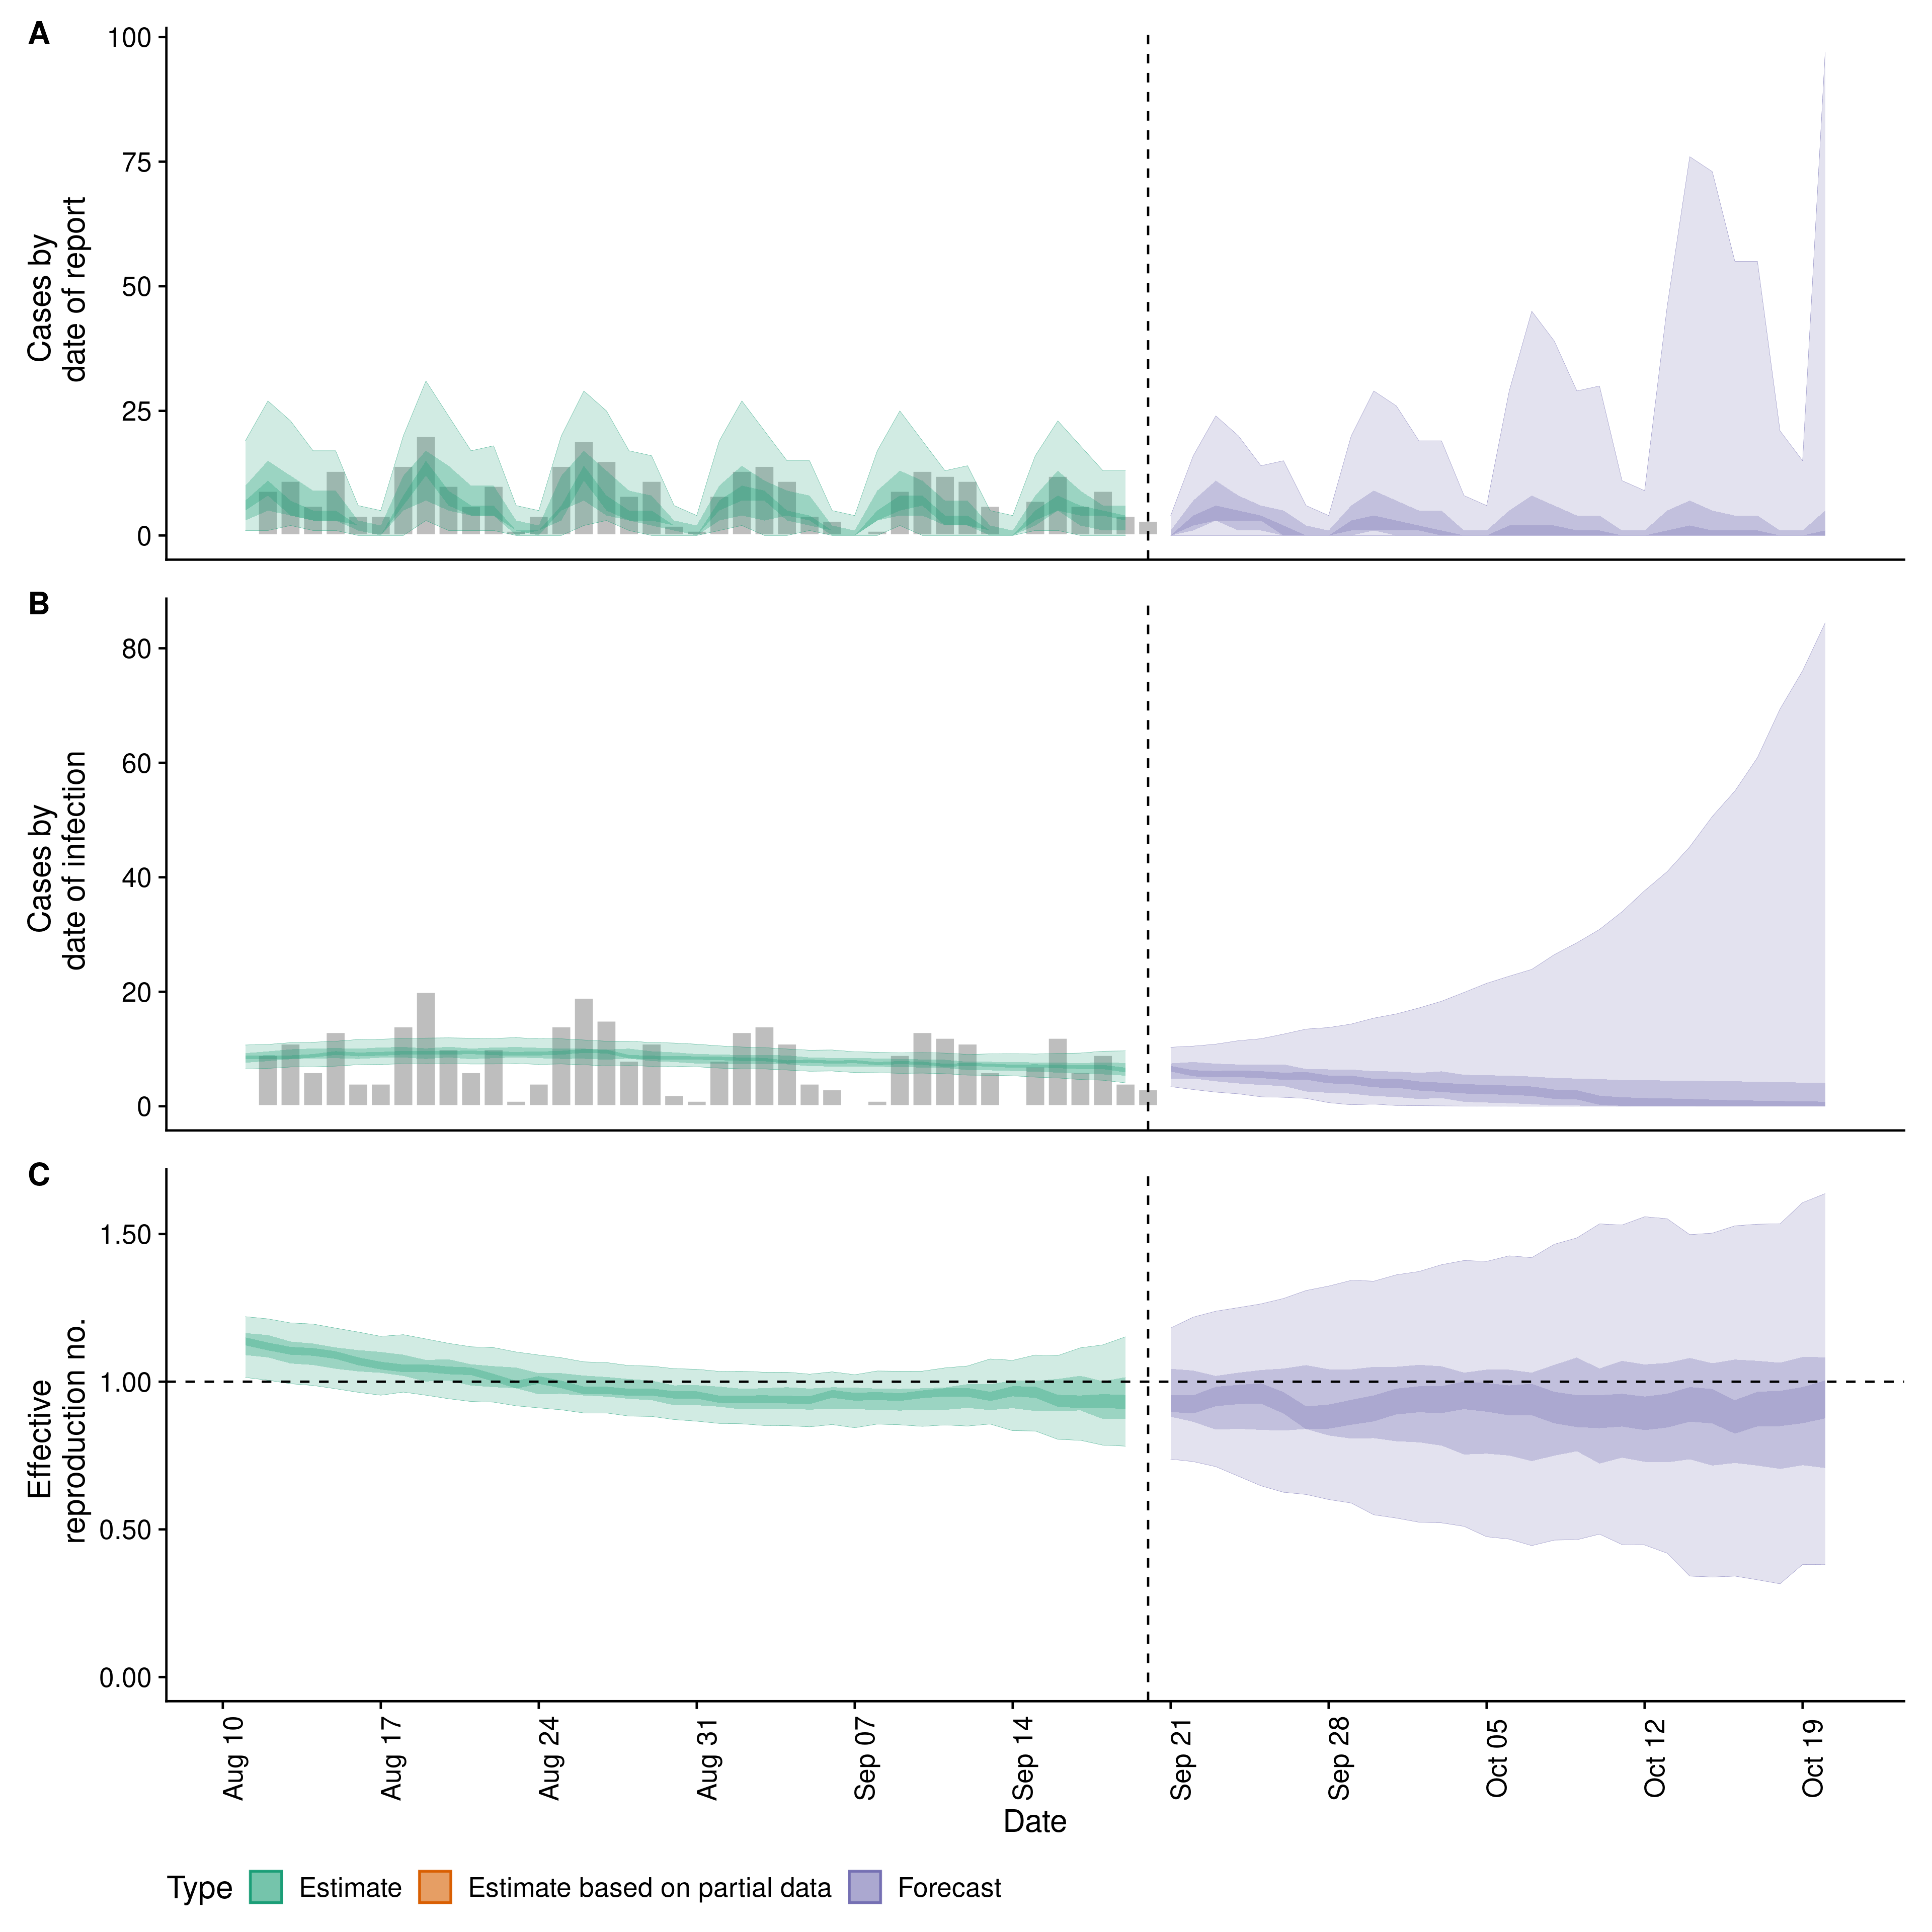 A
Cases by
date of report
100
75
50
25
0
B
Cases by
date of infection
80
60
40
20
0
C
Effective
reproduction no.
1.50
1.00
0.50
0.00
Aug 10
Aug 17
Aug 24
Aug 31
Sep 07
Sep 14
Sep 21
Sep 28
Oct 05
Oct 12
Oct 19
Date
Type Estimate Estimate based on partial data Forecast